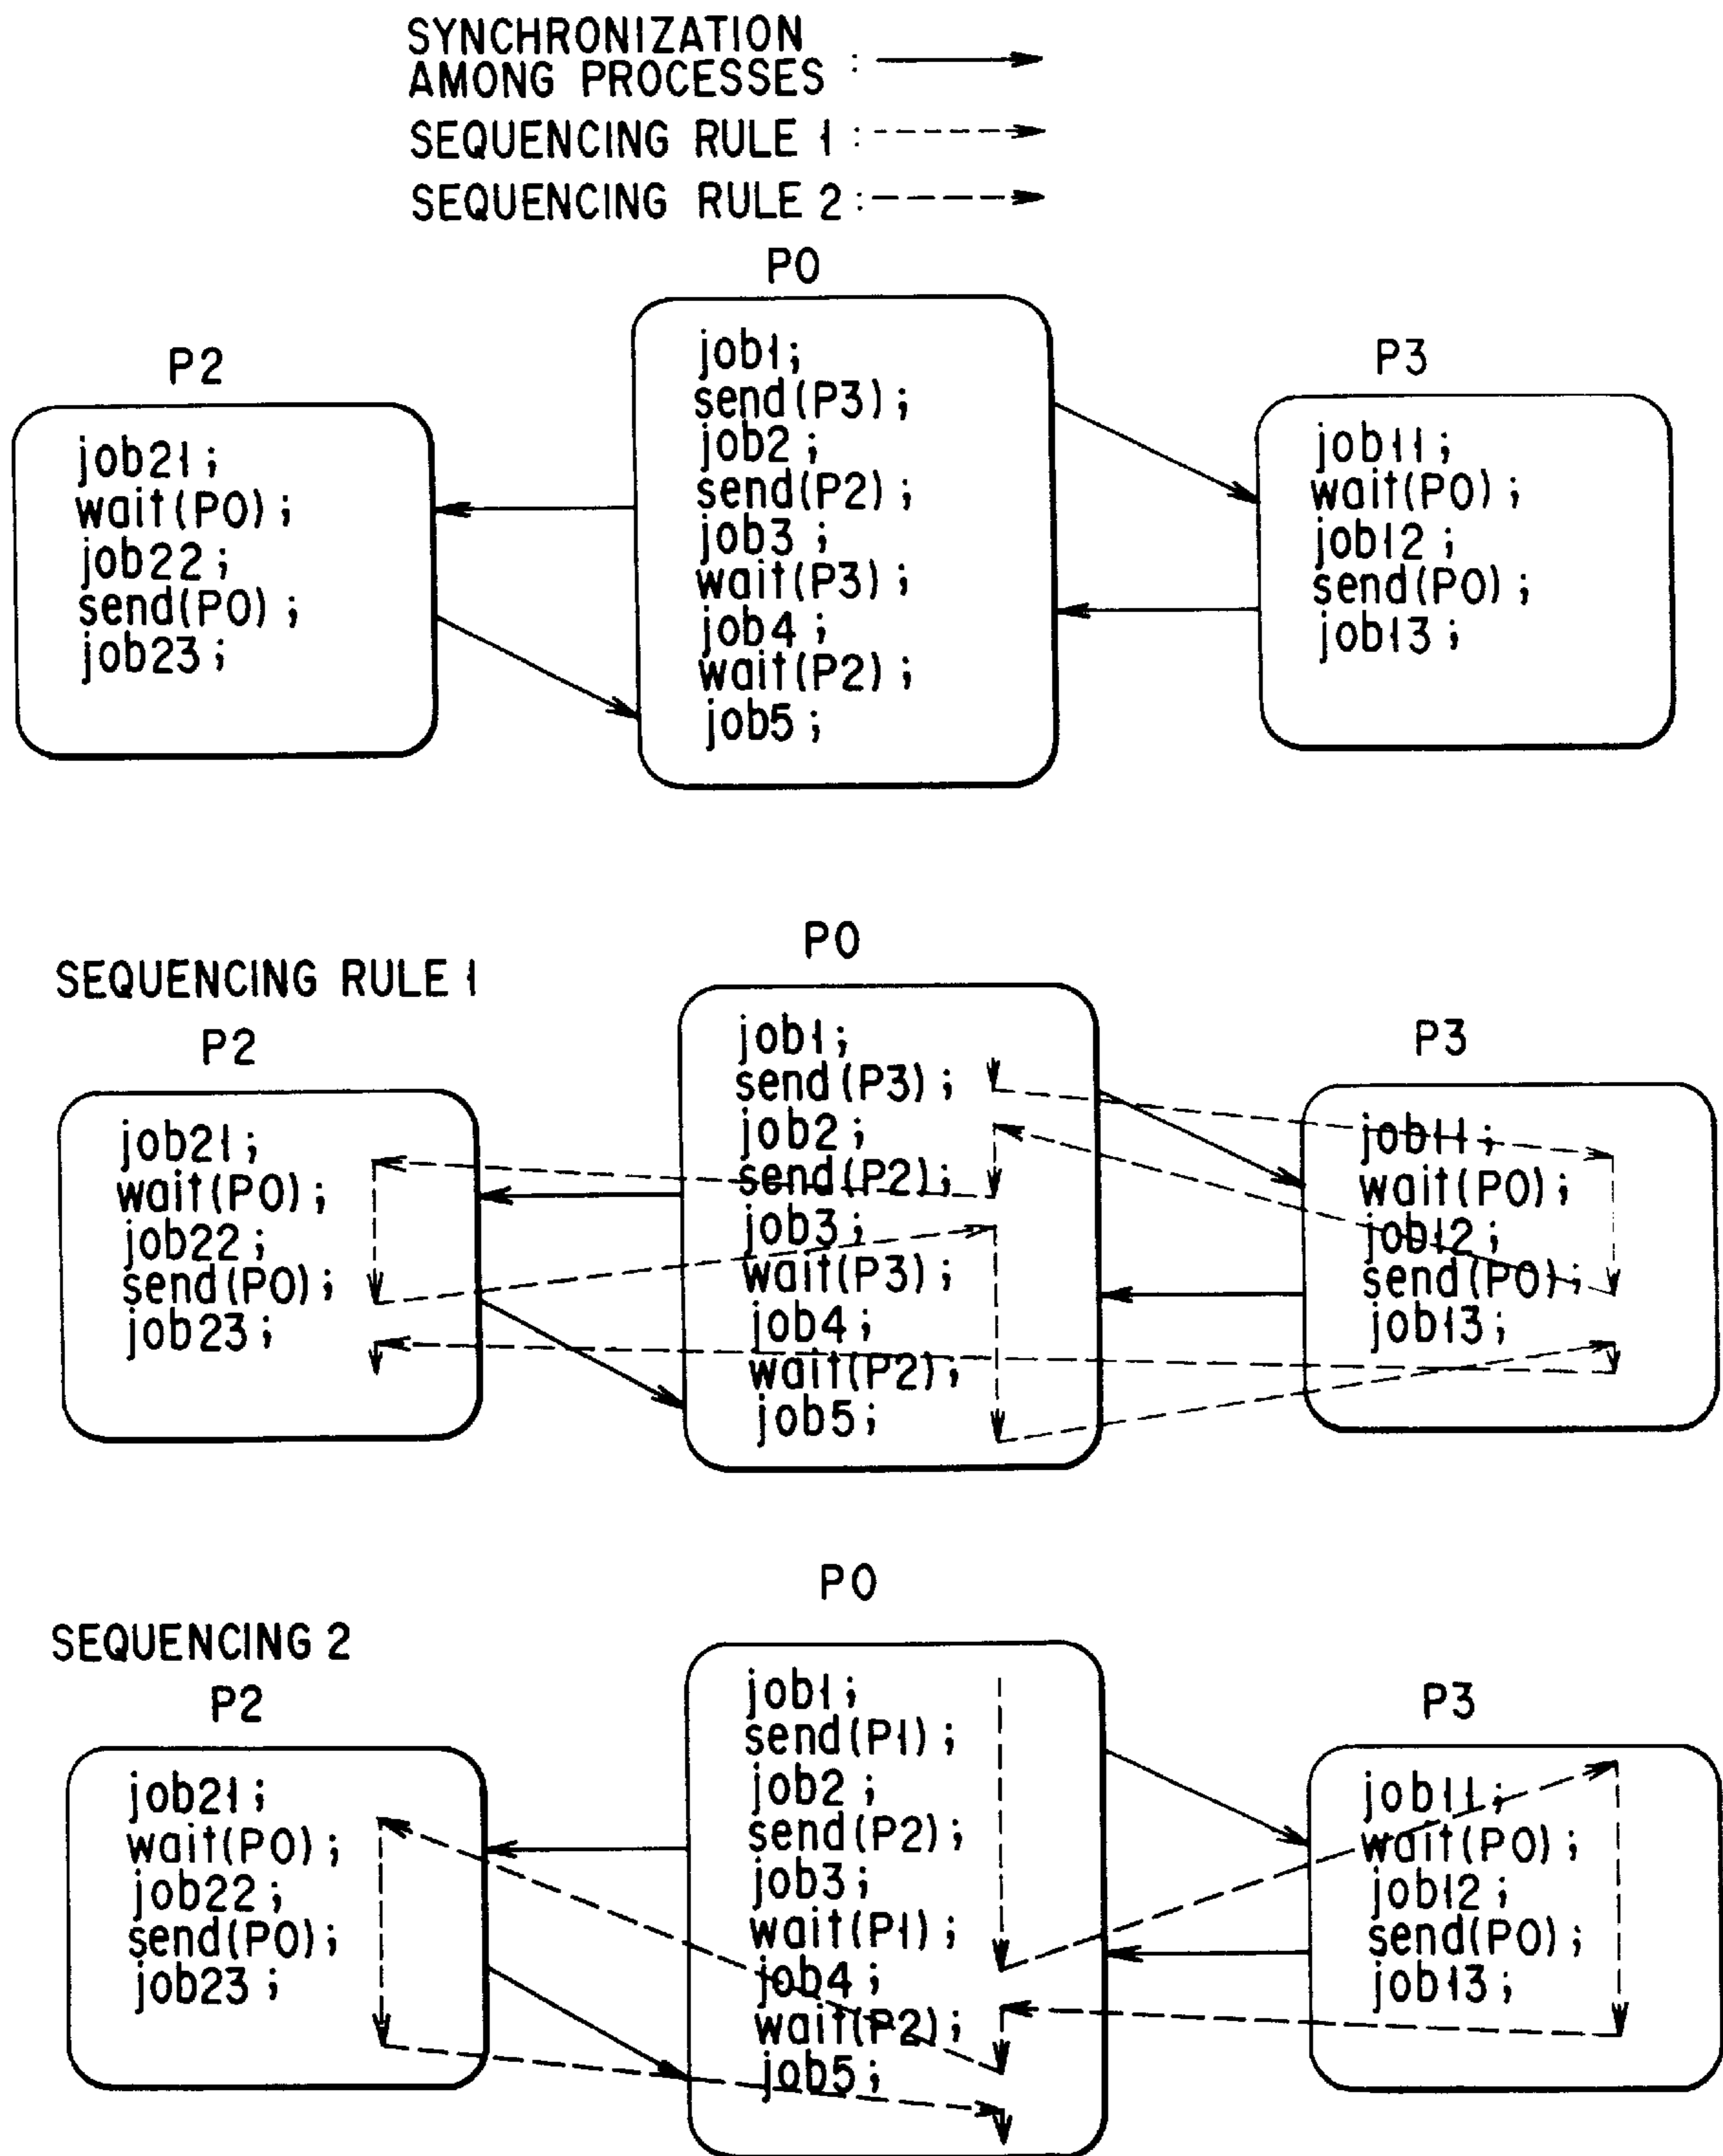 SYNCHRONIZATION
AMONG PROCESSES :
SEQUENCING RULE 1 :
SEQUENCING RULE 2 :
P0
job1;
send(P3);
job2;
send(P2);
job3;
wait(P3);
job4;
wait(P2);
job5;
P2
job21;
wait(P0);
job22;
send(P0);
job23;
P3
job11;
wait(P0);
job12;
send(P0);
job13;
SEQUENCING RULE 1
P0
job1;
send(P3);
job2;
send(P2);
job3;
wait(P3);
job4;
wait(P2);
job5;
P2
job21;
wait(P0);
job22;
send(P0);
job23;
P3
job11;
wait(P0);
job12;
send(P0);
job13;
SEQUENCING 2
P0
job1;
send(P1);
job2;
send(P2);
job3;
wait(P1);
job4;
wait(P2);
job5;
P2
job21;
wait(P0);
job22;
send(P0);
job23;
P3
job11;
wait(P0);
job12;
send(P0);
job13;